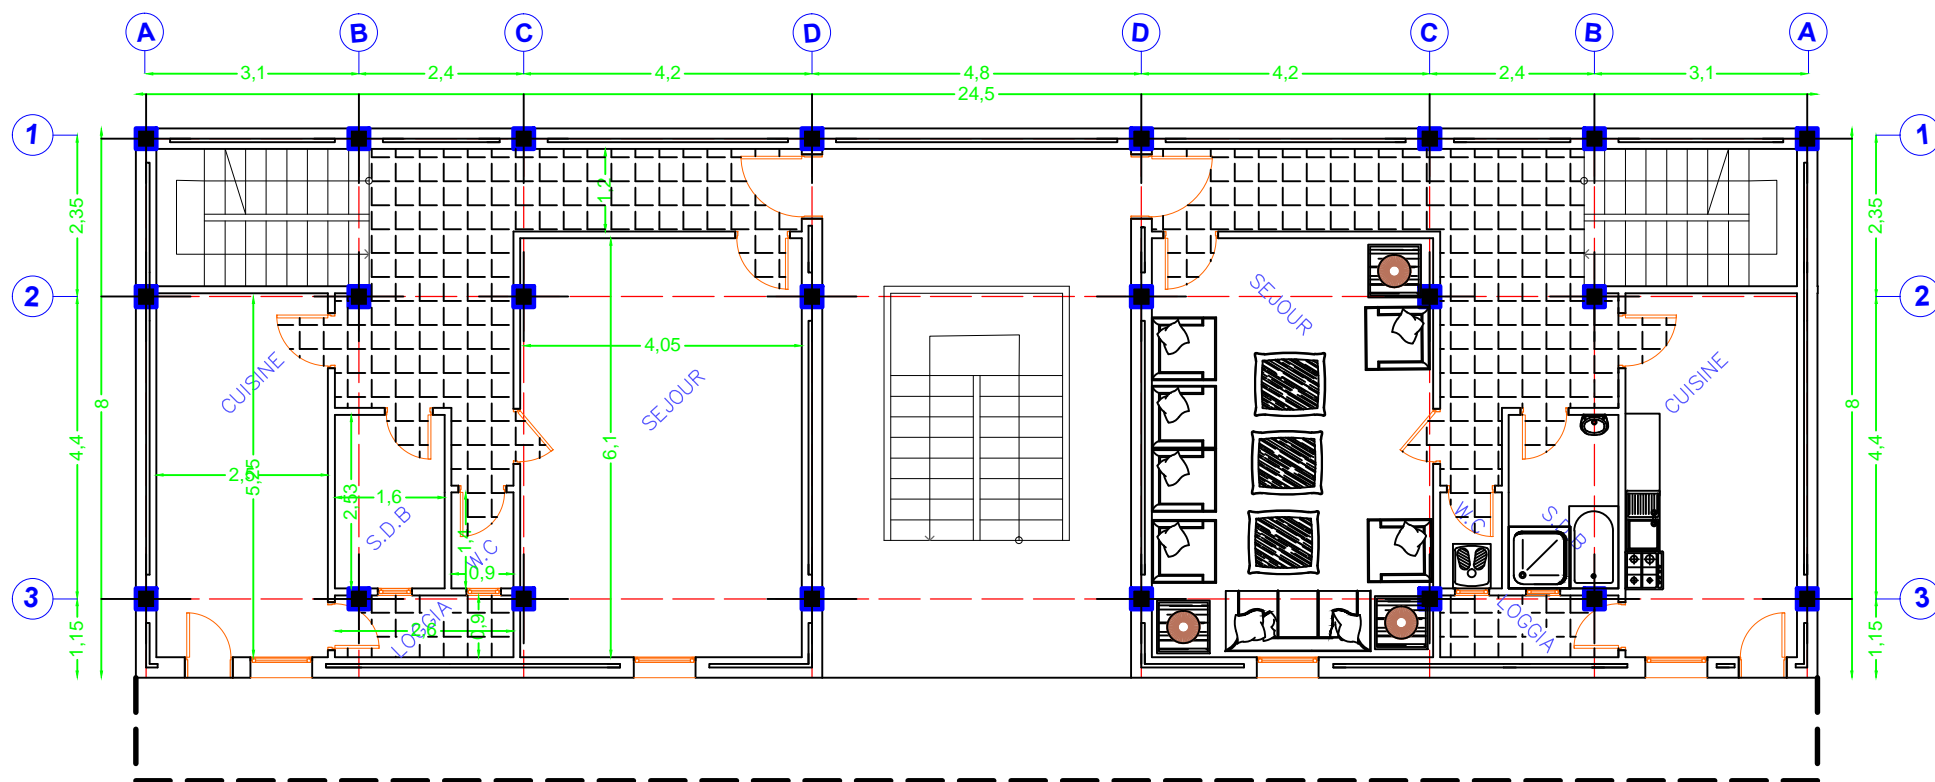 A B C D D C B A
3,1 2,4 4,2 4,8 4,2 2,4 3,1
24,5
1 1
1,2
2,35 2,35
2 2
SEJOUR
4,05
CUISINE SEJOUR CUISINE
8 8
4,4 6,1 4,4
5,25
1,6
2,53
S.D.B W.C W.C S.D.B
0,9
3 3
LOGGIA LOGGIA
0,9
1,15 1,15